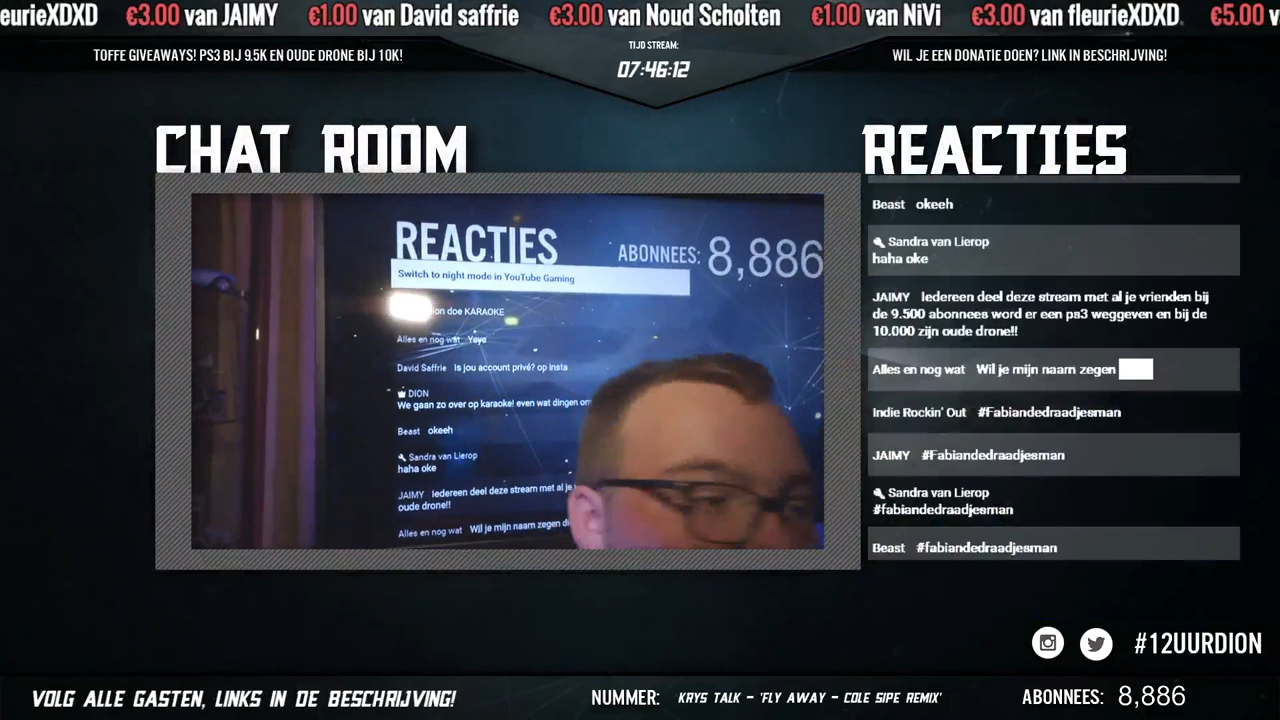 eurieXDXD €3.00 van JAIMY €1.00 van David saffrie €3.00 van Noud Scholten €1.00 van NiVi €3.00 van fleurieXDXD €5.00 v
TOFFE GIVEAWAYS! PS3 BIJ 9.5K EN OUDE DRONE BIJ 10K!
TIJD STREAM:
07:46:12
WIL JE EEN DONATIE DOEN? LINK IN BESCHRIJVING!
CHAT ROOM
REACTIES
ABONNEES: 8,886
Switch to night mode in YouTube Gaming
ion doe KARAOKE
Alles en nog wat Yeye
David Saffrie Is jou account privé? op insta
DION
We gaan zo over op karaoke! even wat dingen om
Beast okeeh
Sandra van Lierop
haha oke
JAIMY Iedereen deel deze stream met al je
oude drone!!
Alles en nog wat Wil je mijn naam zegen di
REACTIES
Beast okeeh
Sandra van Lierop
haha oke
JAIMY Iedereen deel deze stream met al je vrienden bij
de 9.500 abonnees word er een ps3 weggeven en bij de
10.000 zijn oude drone!!
Alles en nog wat Wil je mijn naam zegen
Indie Rockin' Out #Fabiandedraadjesman
JAIMY #Fabiandedraadjesman
Sandra van Lierop
#fabiandedraadjesman
Beast #fabiandedraadjesman
#12UURDION
VOLG ALLE GASTEN, LINKS IN DE BESCHRIJVING!
NUMMER: KRYS TALK - 'FLY AWAY - COLE SIPE REMIX'
ABONNEES: 8,886